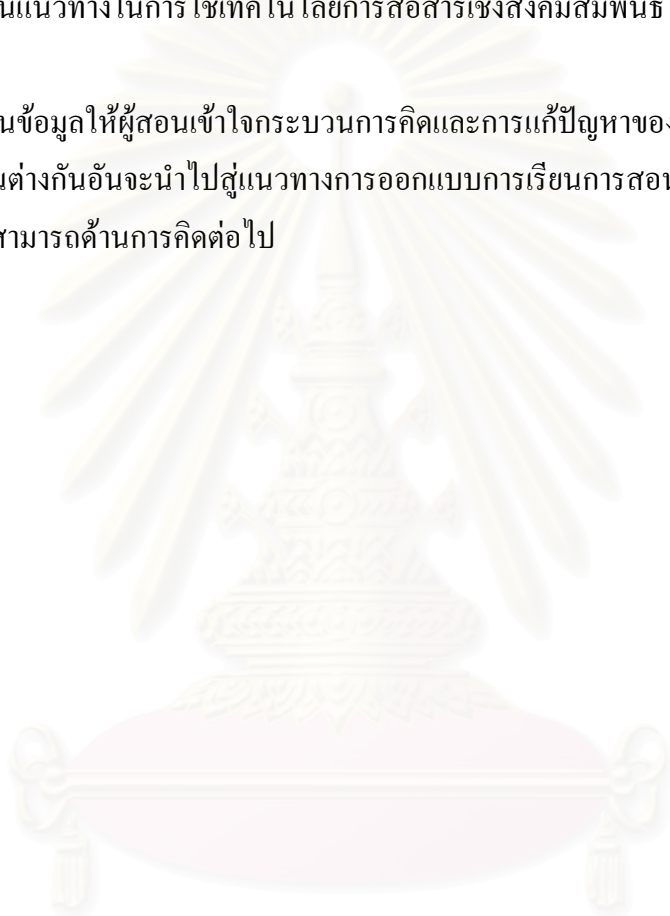 นแนวทางในการใช้เทคโนโลยีการสื่อสารเชิงสังคมสัมพันธ์
นข้อมูลให้ผู้สอนเข้าใจกระบวนการคิดและการแก้ปัญหาของ
นต่างกันอันจะนำไปสู่แนวทางการออกแบบการเรียนการสอน
สามารถด้านการคิดต่อไป